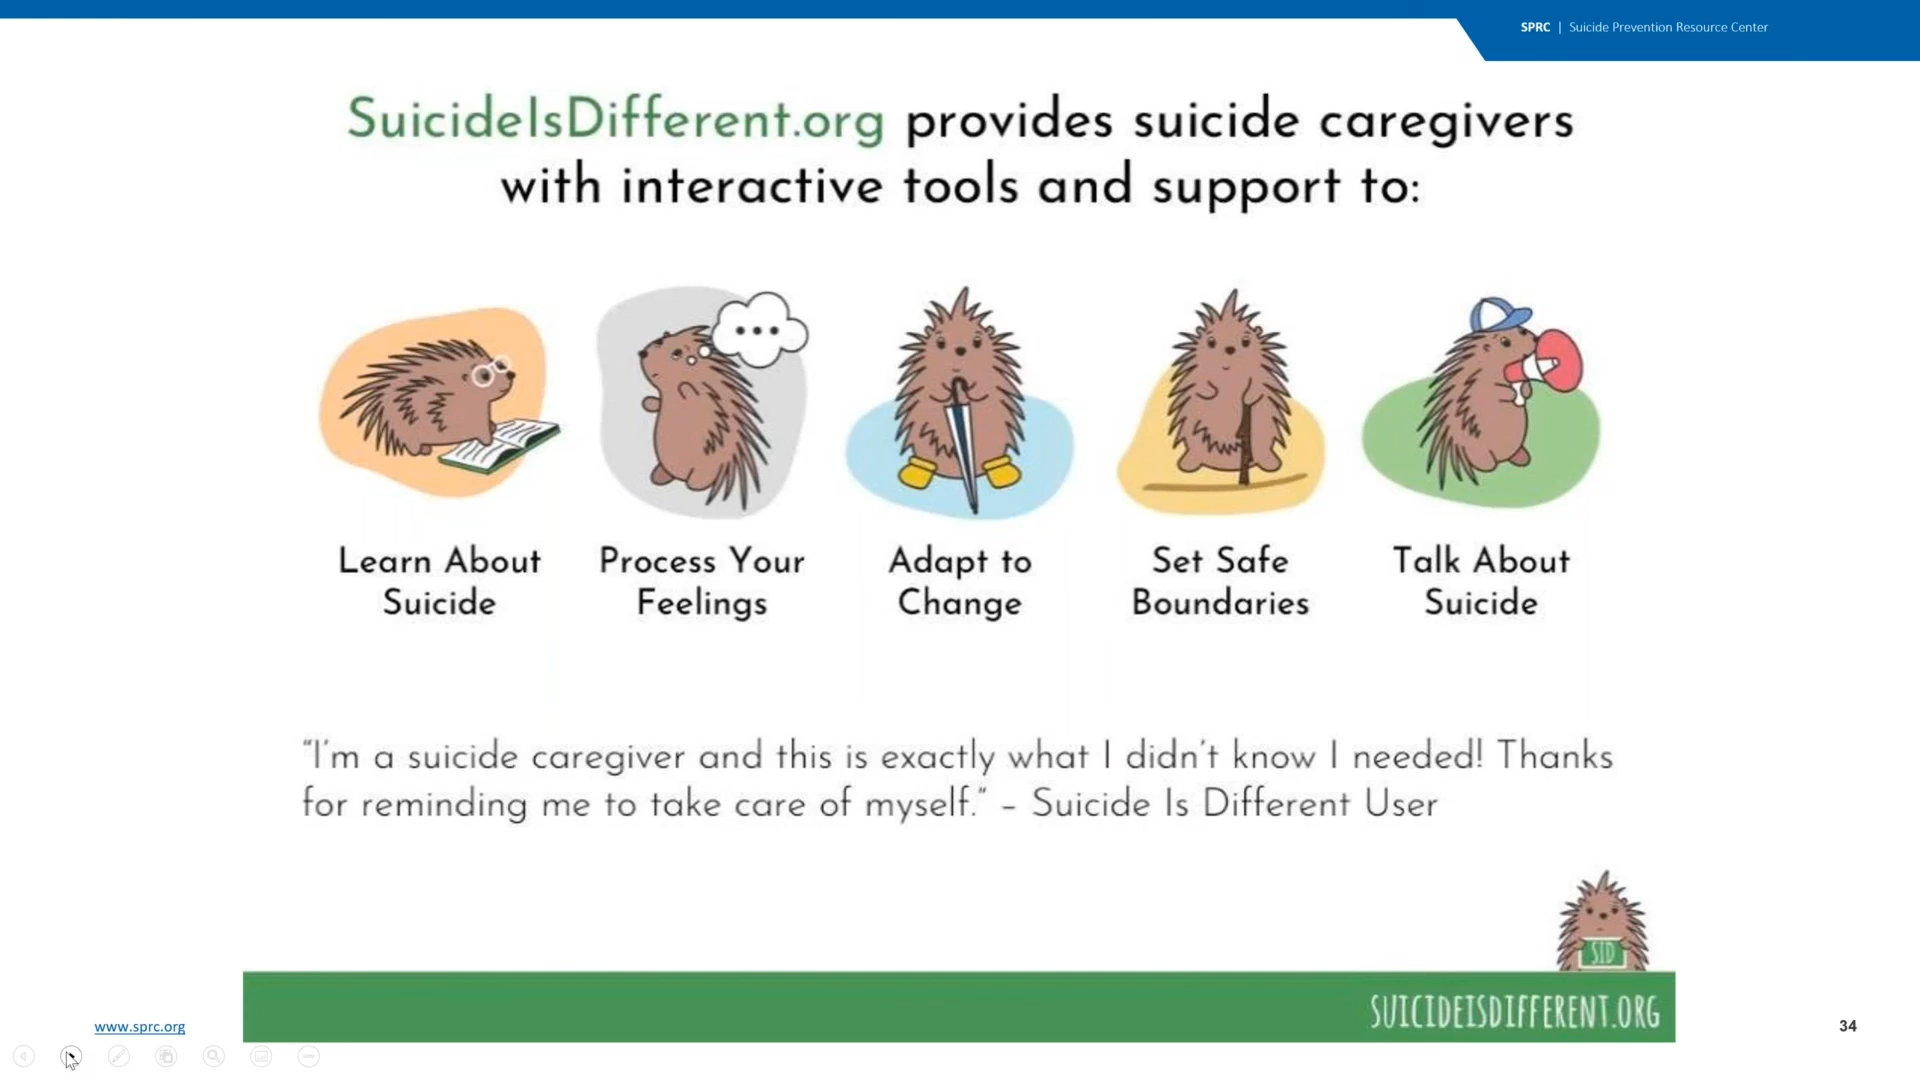 SPRC | Suicide Prevention Resource Center
SuicideIsDifferent.org provides suicide caregivers
with interactive tools and support to:
Learn About
Suicide
Process Your
Feelings
Adapt to
Change
Set Safe
Boundaries
Talk About
Suicide
"I'm a suicide caregiver and this is exactly what I didn't know I needed! Thanks
for reminding me to take care of myself." – Suicide Is Different User
SID
SUICIDEISDIFFERENT.ORG
www.sprc.org
34